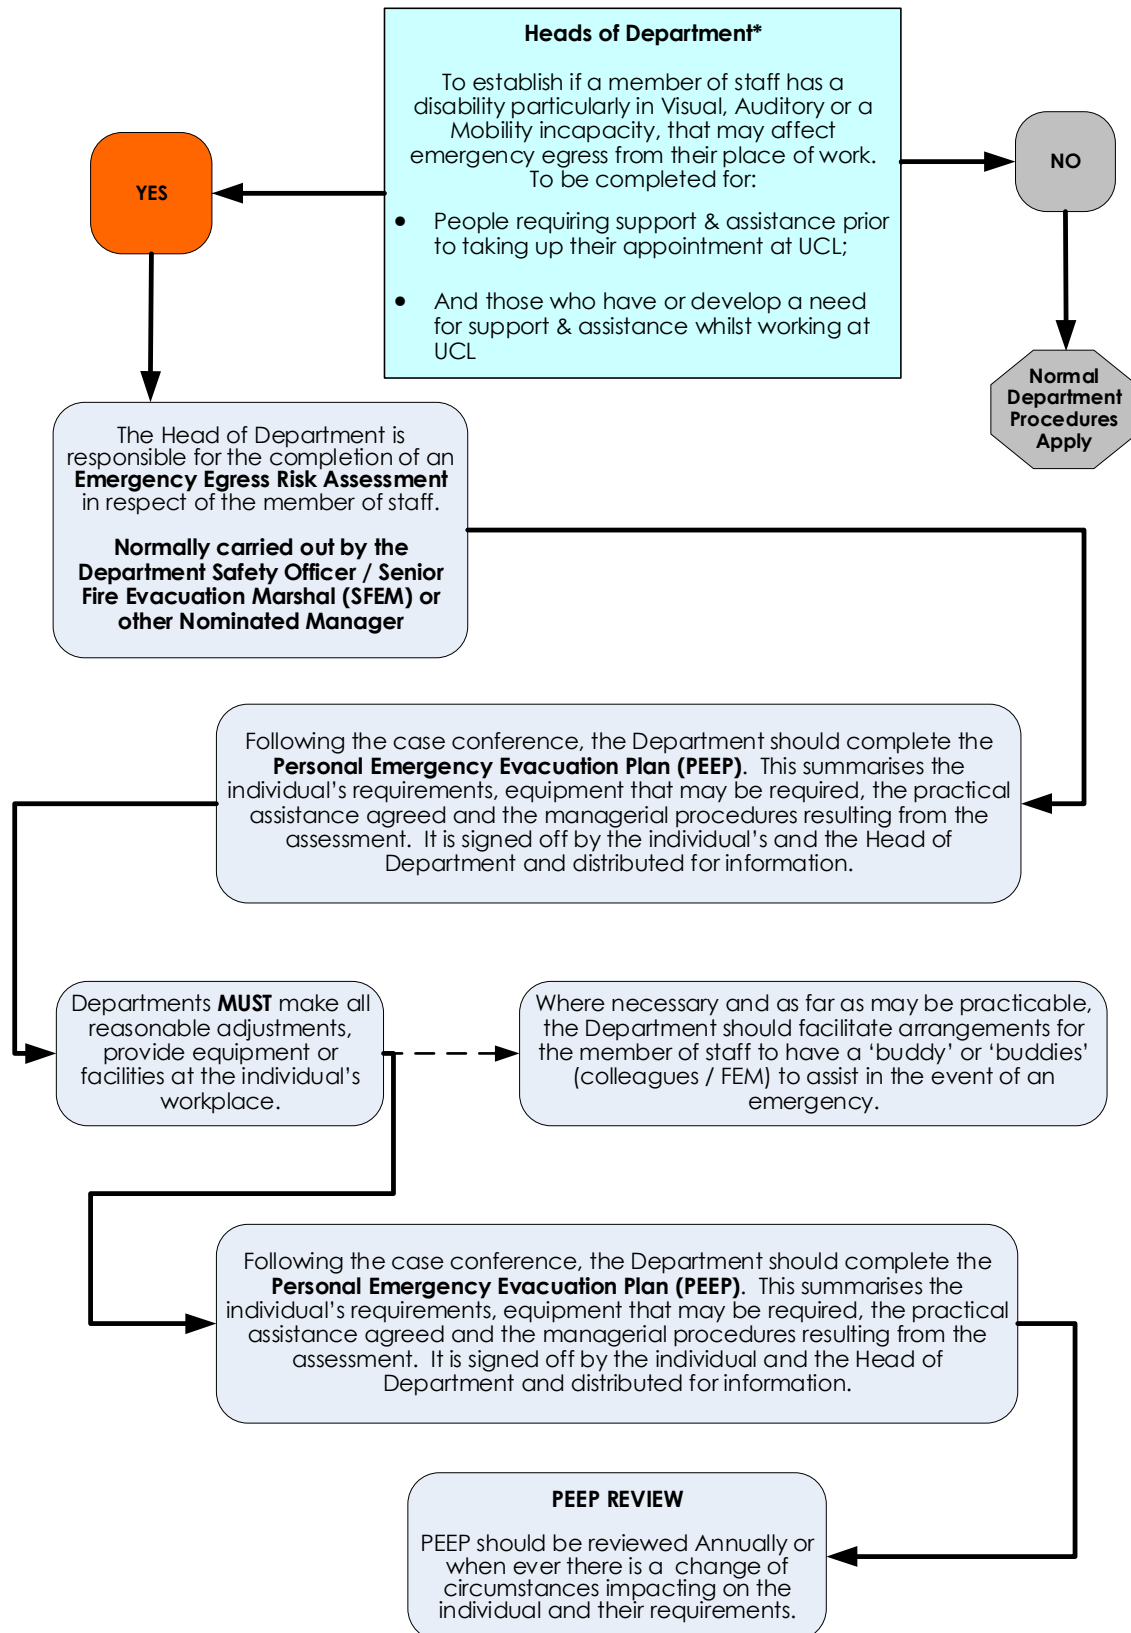 Heads of Department*
To establish if a member of staff has a
disability particularly in Visual, Auditory or a
Mobility incapacity, that may affect
emergency egress from their place of work.
To be completed for:
• People requiring support & assistance prior
to taking up their appointment at UCL;
• And those who have or develop a need
for support & assistance whilst working at
UCL
YES
NO
Normal
Department
Procedures
Apply
The Head of Department is
responsible for the completion of an
Emergency Egress Risk Assessment
in respect of the member of staff.
Normally carried out by the
Department Safety Officer / Senior
Fire Evacuation Marshal (SFEM) or
other Nominated Manager
Following the case conference, the Department should complete the
Personal Emergency Evacuation Plan (PEEP). This summarises the
individual's requirements, equipment that may be required, the practical
assistance agreed and the managerial procedures resulting from the
assessment. It is signed off by the individual's and the Head of
Department and distributed for information.
Departments MUST make all
reasonable adjustments,
provide equipment or
facilities at the individual's
workplace.
Where necessary and as far as may be practicable,
the Department should facilitate arrangements for
the member of staff to have a 'buddy' or 'buddies'
(colleagues / FEM) to assist in the event of an
emergency.
Following the case conference, the Department should complete the
Personal Emergency Evacuation Plan (PEEP). This summarises the
individual's requirements, equipment that may be required, the practical
assistance agreed and the managerial procedures resulting from the
assessment. It is signed off by the individual and the Head of
Department and distributed for information.
PEEP REVIEW
PEEP should be reviewed Annually or
when ever there is a change of
circumstances impacting on the
individual and their requirements.